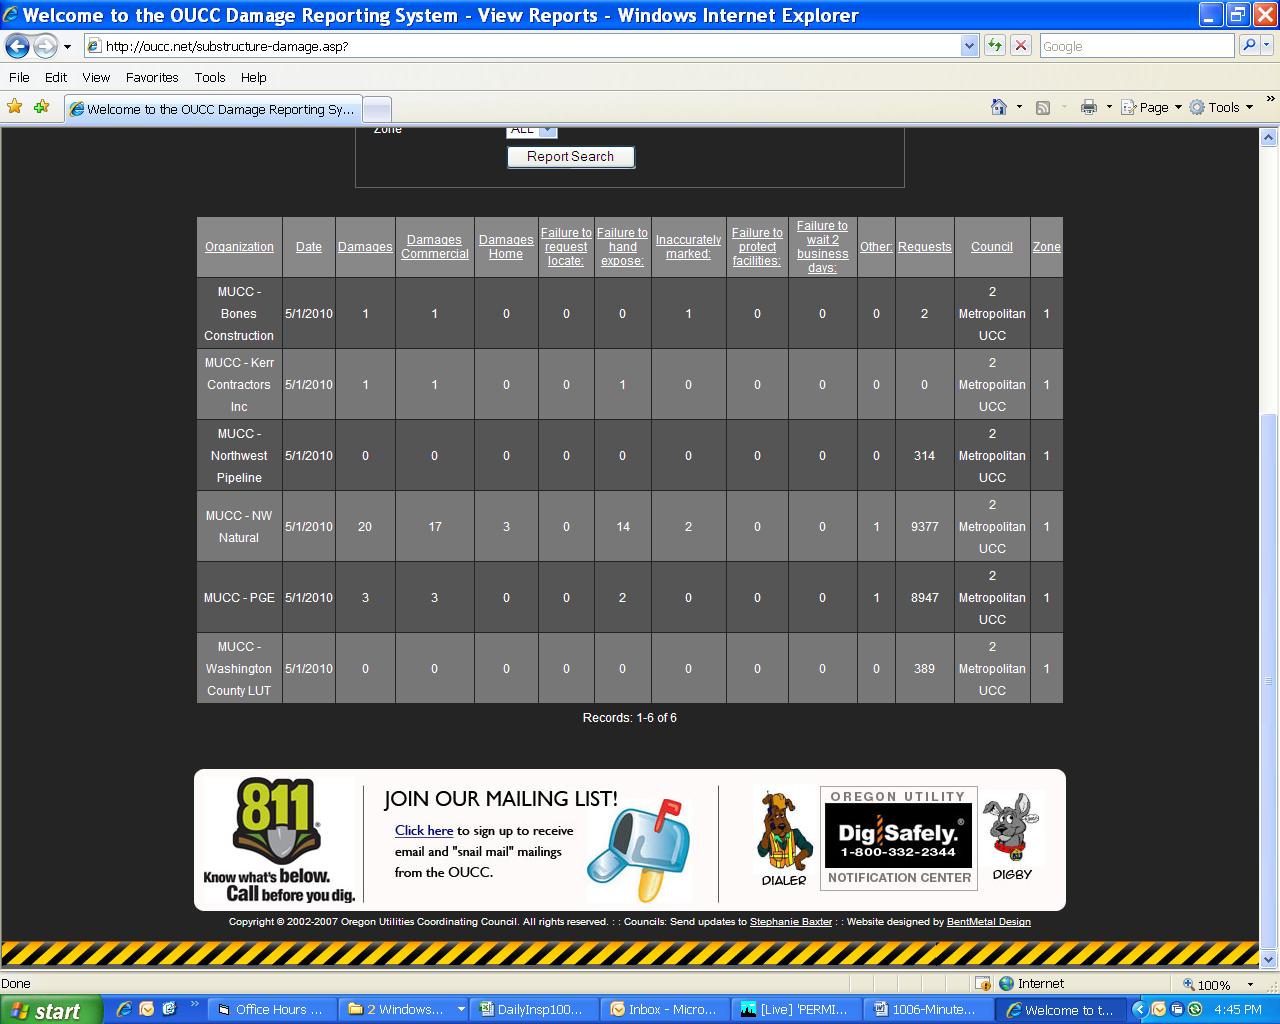 Welcome to the OUCC Damage Reporting System - View Reports - Windows Internet Explorer
http://oucc.net/substructure-damage.asp?
Google
File Edit View Favorites Tools Help
Welcome to the OUCC Damage Reporting Sy...
Page Tools
Zone ALL
Report Search
Organization Date Damages Damages Commercial Damages Home Failure to request locate: Failure to hand expose: Inaccurately marked: Failure to protect facilities: Failure to wait 2 business days: Other: Requests Council Zone
MUCC - Bones Construction 5/1/2010 1 1 0 0 0 1 0 0 0 2 2 Metropolitan UCC 1
MUCC - Kerr Contractors Inc 5/1/2010 1 1 0 0 1 0 0 0 0 0 2 Metropolitan UCC 1
MUCC - Northwest Pipeline 5/1/2010 0 0 0 0 0 0 0 0 0 314 2 Metropolitan UCC 1
MUCC - NW Natural 5/1/2010 20 17 3 0 14 2 0 0 1 9377 2 Metropolitan UCC 1
MUCC - PGE 5/1/2010 3 3 0 0 2 0 0 0 1 8947 2 Metropolitan UCC 1
MUCC - Washington County LUT 5/1/2010 0 0 0 0 0 0 0 0 0 389 2 Metropolitan UCC 1
Records: 1-6 of 6
811
Know what's below.
Call before you dig.
JOIN OUR MAILING LIST!
Click here to sign up to receive
email and "snail mail" mailings
from the OUCC.
DIALER
OREGON UTILITY
Dig Safely.®
1-800-332-2344
NOTIFICATION CENTER
DIGBY
Copyright © 2002-2007 Oregon Utilities Coordinating Council. All rights reserved. : : Councils: Send updates to Stephanie Baxter : : Website designed by BentMetal Design
Done Internet 100%
start Office Hours ... 2 Windows... DailyInsp100... Inbox - Micro... [Live] 'PERMI... 1006-Minute... Welcome to t... 4:45 PM